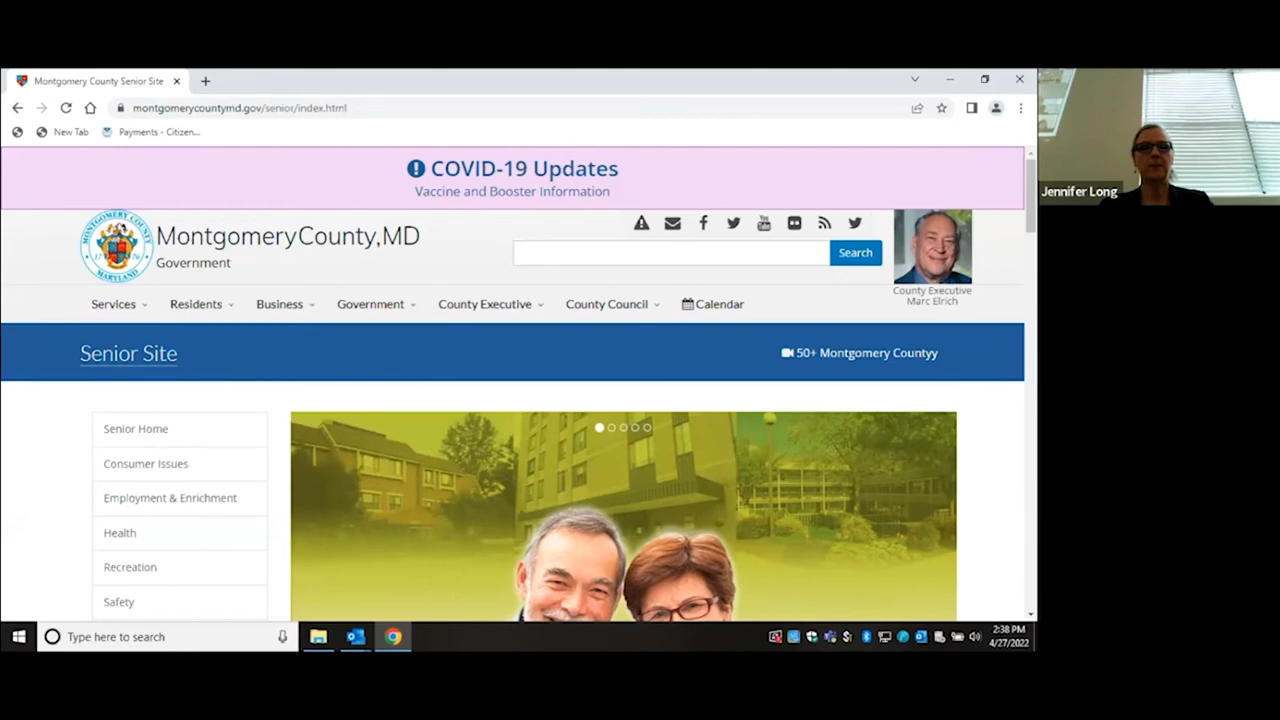 Montgomery County Senior Site
montgomerycountymd.gov/senior/index.html
New Tab
Payments - Citizen...
COVID-19 Updates
Vaccine and Booster Information
MontgomeryCounty,MD
Government
Search
County Executive
Marc Elrich
Services
Residents
Business
Government
County Executive
County Council
Calendar
Senior Site
50+ Montgomery Countyy
Senior Home
Consumer Issues
Employment & Enrichment
Health
Recreation
Safety
Type here to search
2:38 PM
4/27/2022
Jennifer Long